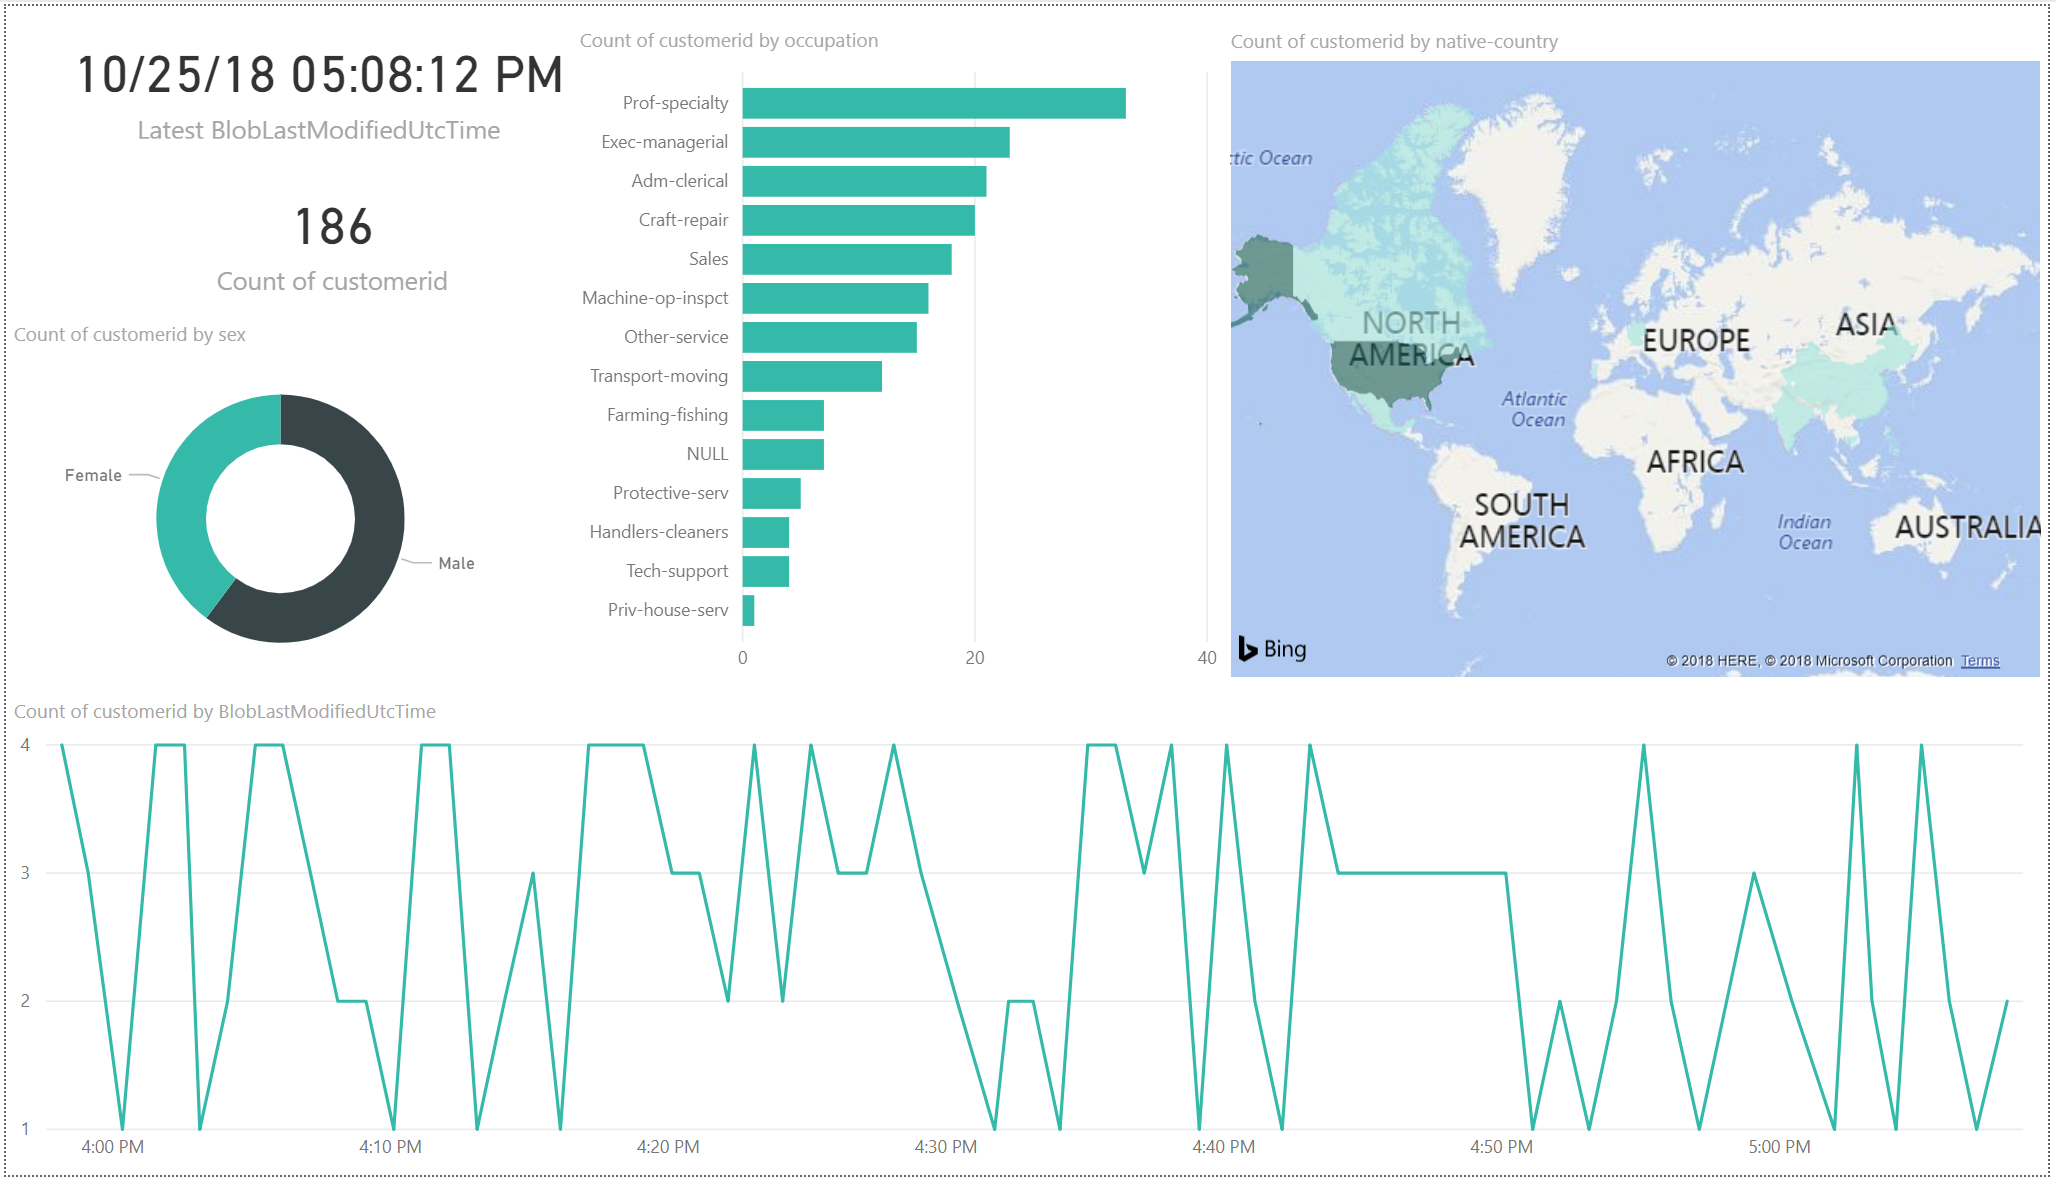 10/25/18 05:08:12 PM
Latest BlobLastModifiedUtcTime
186
Count of customerid
Count of customerid by sex
Female
Male
Count of customerid by occupation
Prof-specialty
Exec-managerial
Adm-clerical
Craft-repair
Sales
Machine-op-inspct
Other-service
Transport-moving
Farming-fishing
NULL
Protective-serv
Handlers-cleaners
Tech-support
Priv-house-serv
0 20 40
Count of customerid by native-country
ctic Ocean
NORTH
AMERICA
EUROPE
ASIA
Atlantic
Ocean
AFRICA
SOUTH
AMERICA
Indian
Ocean
AUSTRALIA
Bing
© 2018 HERE, © 2018 Microsoft Corporation Terms
Count of customerid by BlobLastModifiedUtcTime
4
3
2
1
4:00 PM 4:10 PM 4:20 PM 4:30 PM 4:40 PM 4:50 PM 5:00 PM